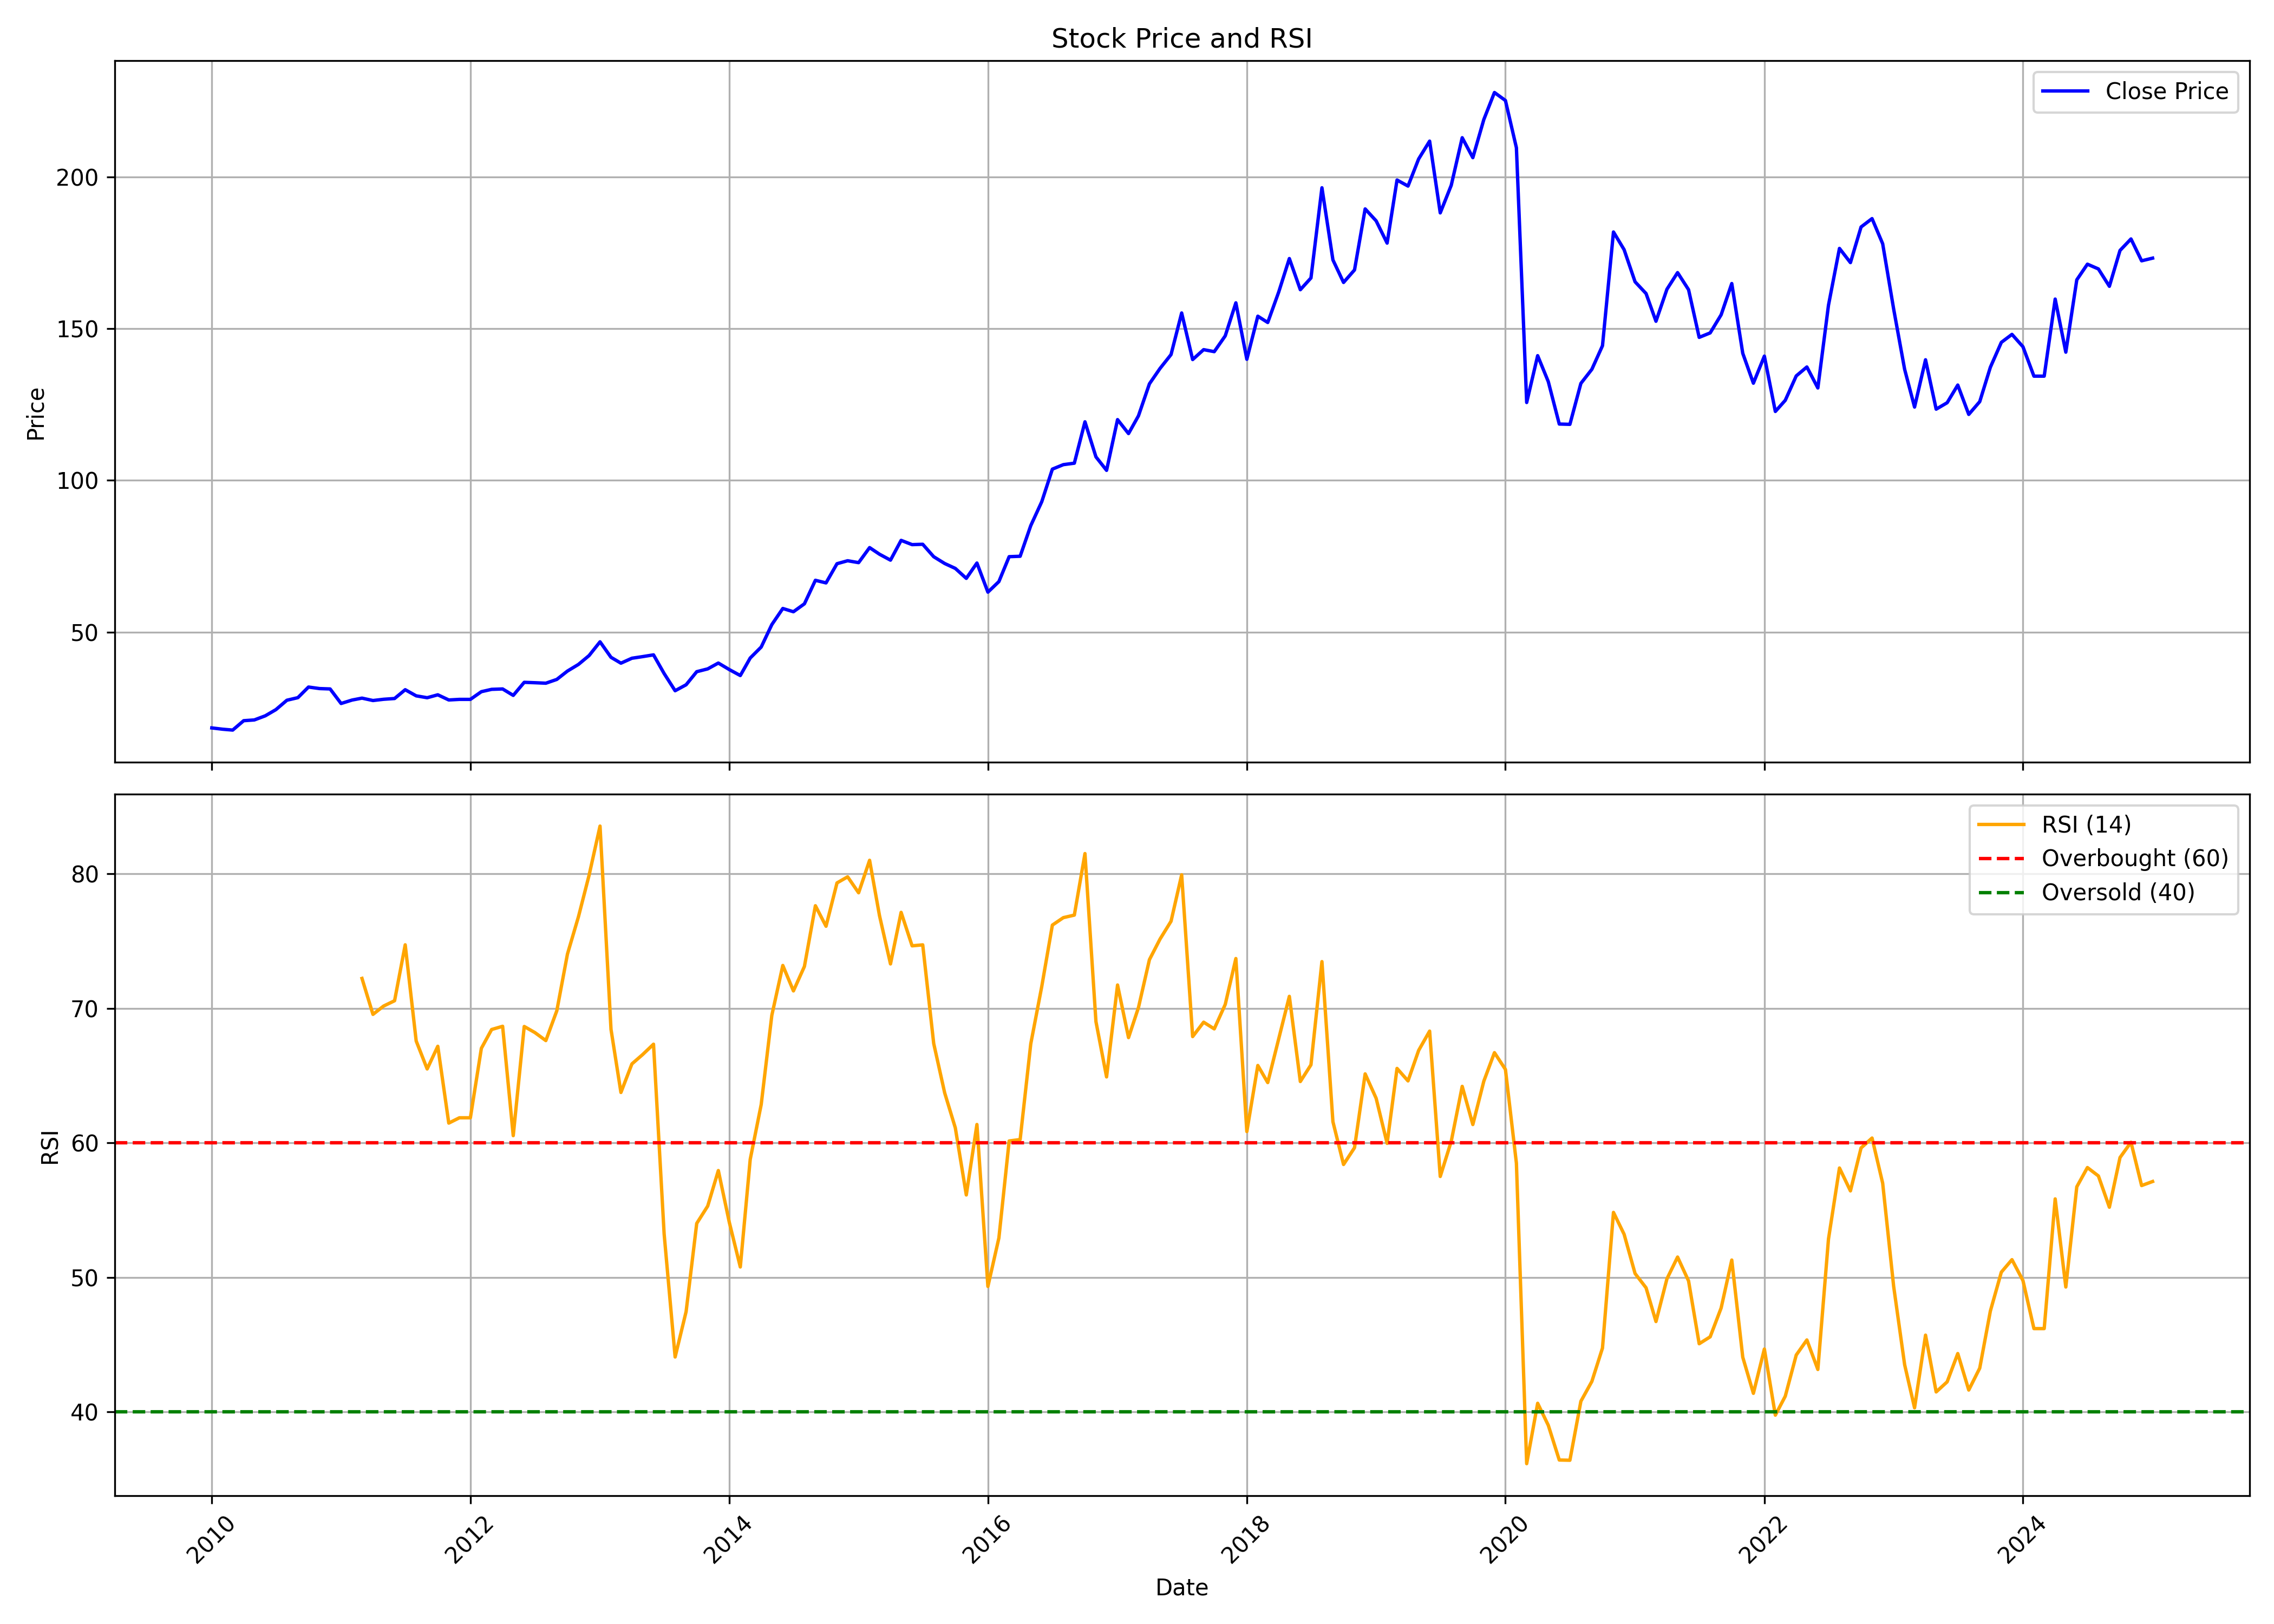 Stock Price and RSI
Close Price
Price
200
150
100
50
RSI (14)
Overbought (60)
Oversold (40)
RSI
80
70
60
50
40
2010
2012
2014
2016
2018
2020
2022
2024
Date